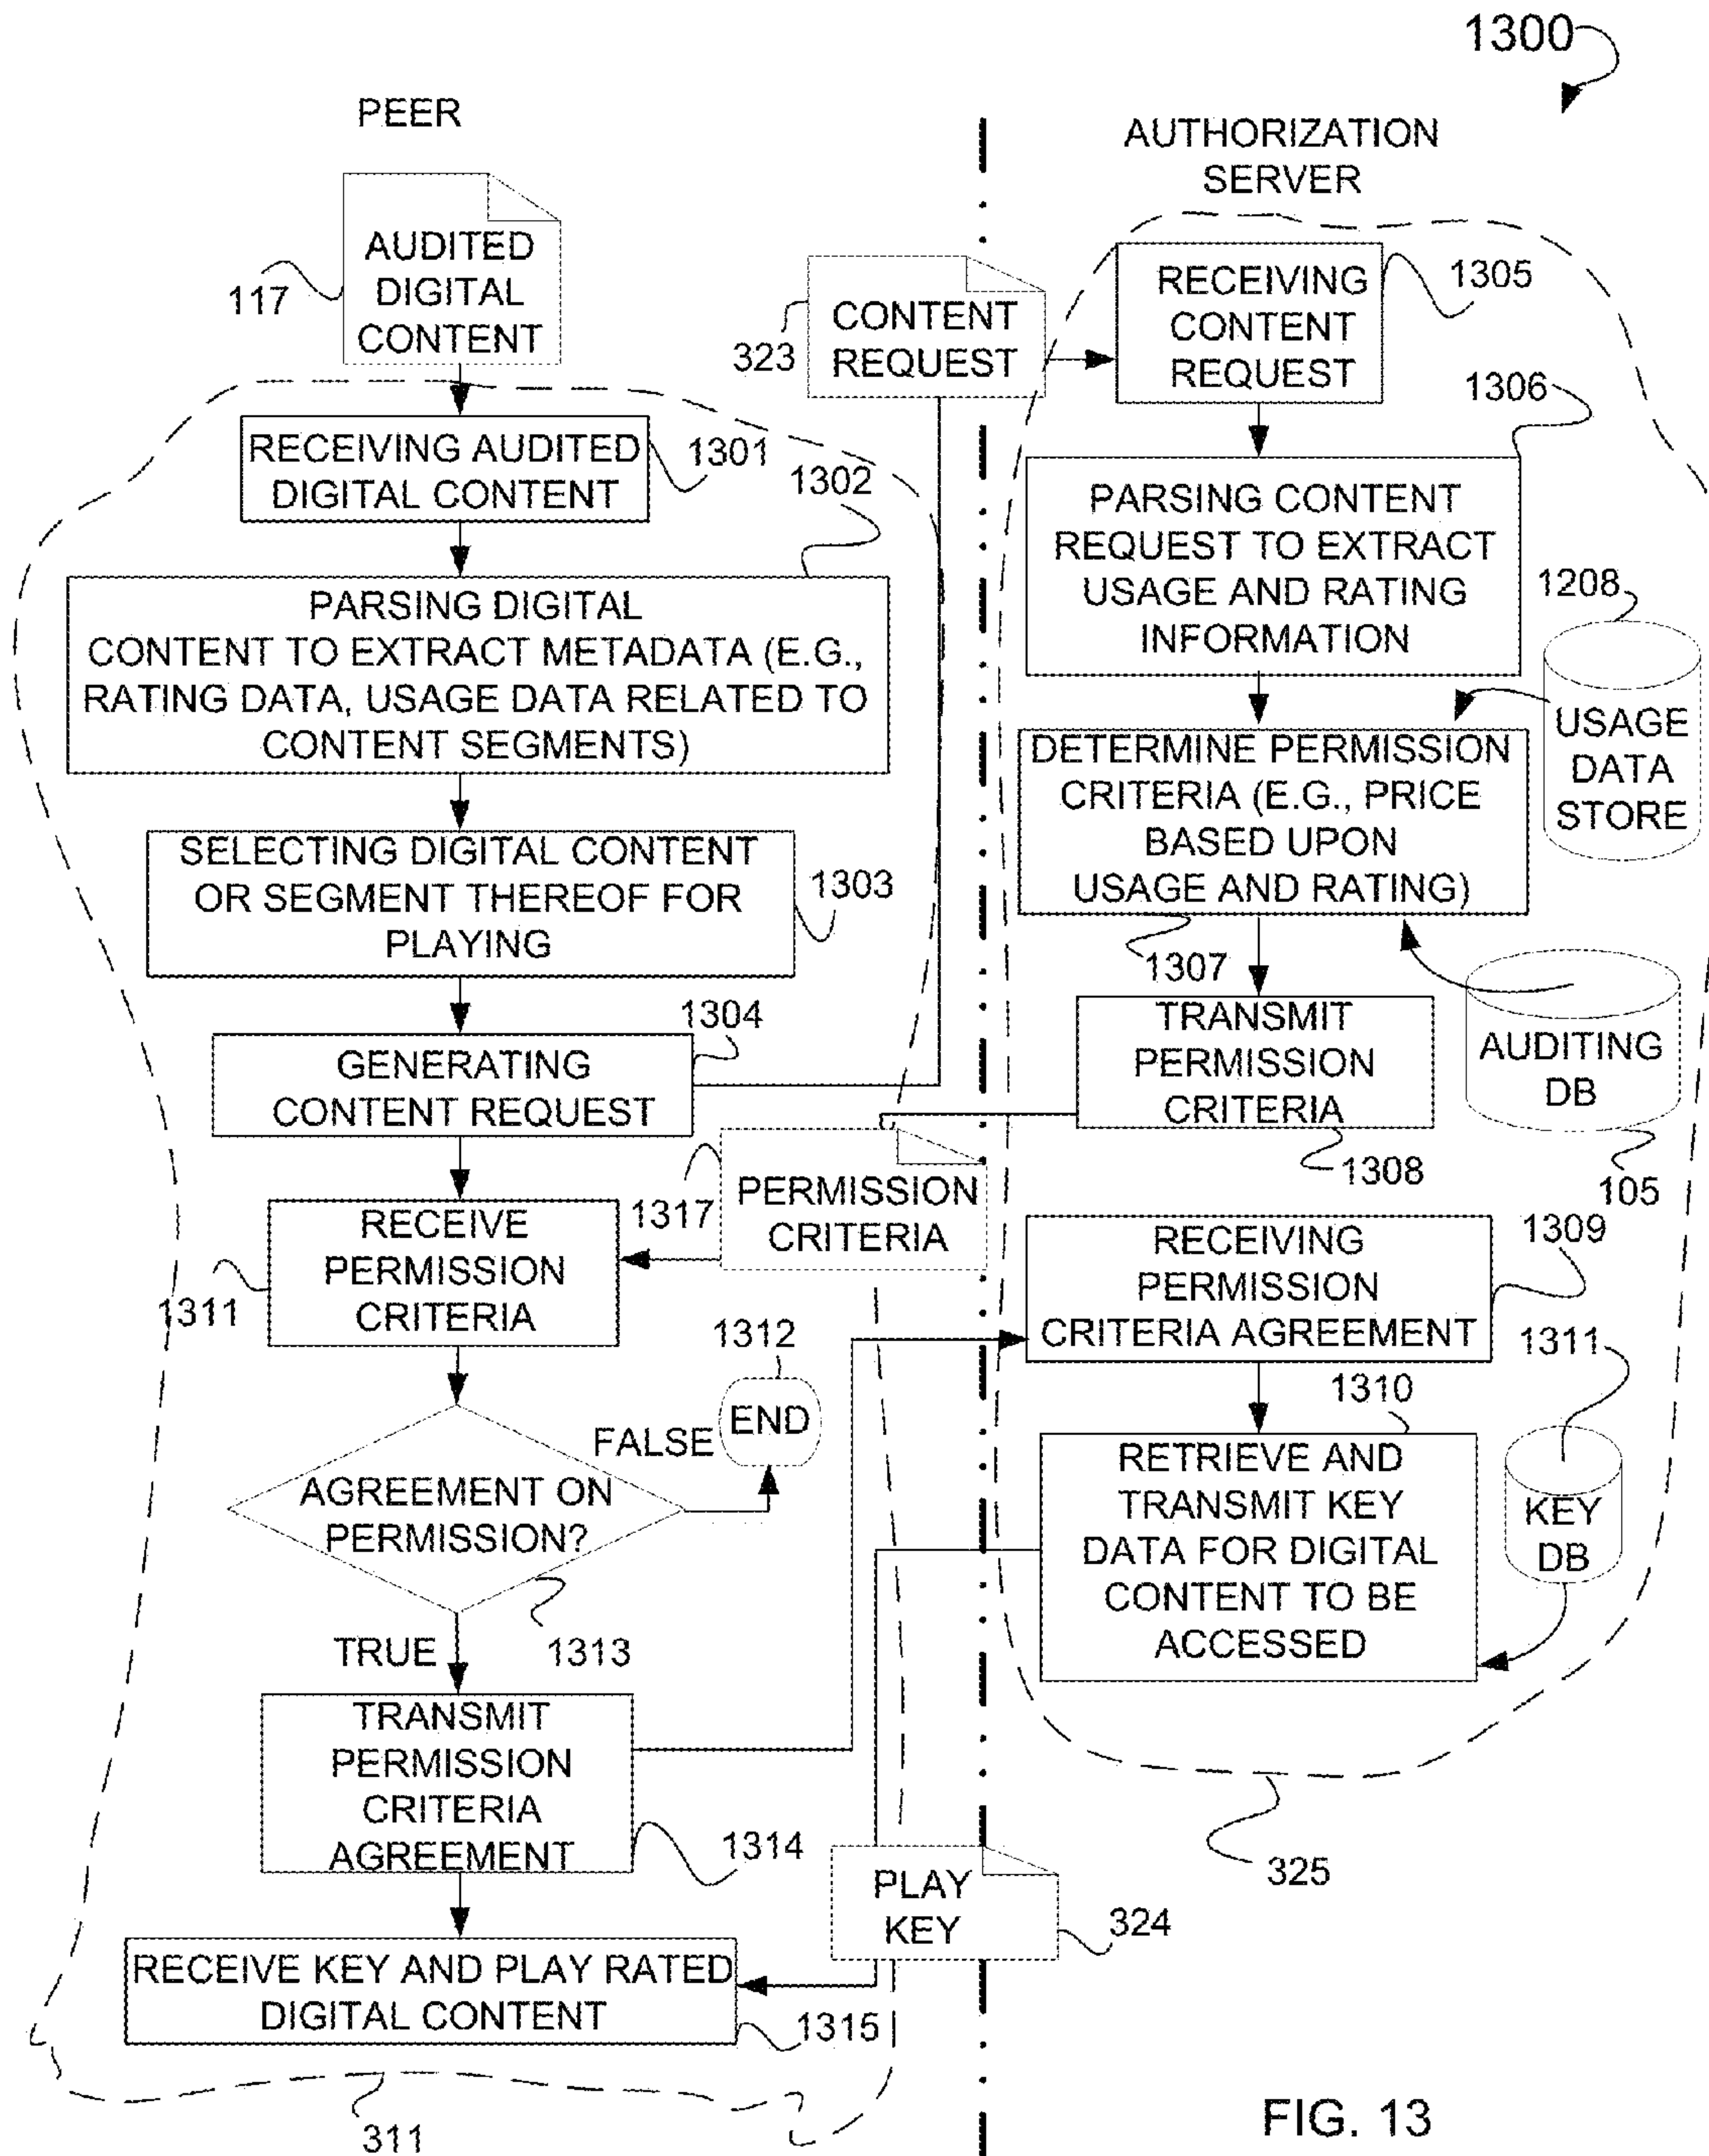 1300
PEER
AUTHORIZATION
SERVER
AUDITED
DIGITAL
CONTENT
117
CONTENT
REQUEST
323
RECEIVING
CONTENT
REQUEST
1305
RECEIVING AUDITED
DIGITAL CONTENT
1301
1302
1306
PARSING CONTENT
REQUEST TO EXTRACT
USAGE AND RATING
INFORMATION
PARSING DIGITAL
CONTENT TO EXTRACT METADATA (E.G.,
RATING DATA, USAGE DATA RELATED TO
CONTENT SEGMENTS)
1208
USAGE
DATA
STORE
DETERMINE PERMISSION
CRITERIA (E.G., PRICE
BASED UPON
USAGE AND RATING)
1307
SELECTING DIGITAL CONTENT
OR SEGMENT THEREOF FOR
PLAYING
1303
1304
GENERATING
CONTENT REQUEST
TRANSMIT
PERMISSION
CRITERIA
1308
AUDITING
DB
105
1317
PERMISSION
CRITERIA
RECEIVE
PERMISSION
CRITERIA
1311
RECEIVING
PERMISSION
CRITERIA AGREEMENT
1309
1312
END
FALSE
AGREEMENT ON
PERMISSION?
TRUE
1313
1310
1311
RETRIEVE AND
TRANSMIT KEY
DATA FOR DIGITAL
CONTENT TO BE
ACCESSED
KEY
DB
TRANSMIT
PERMISSION
CRITERIA
AGREEMENT
1314
325
PLAY
KEY
324
RECEIVE KEY AND PLAY RATED
DIGITAL CONTENT
1315
311
FIG. 13